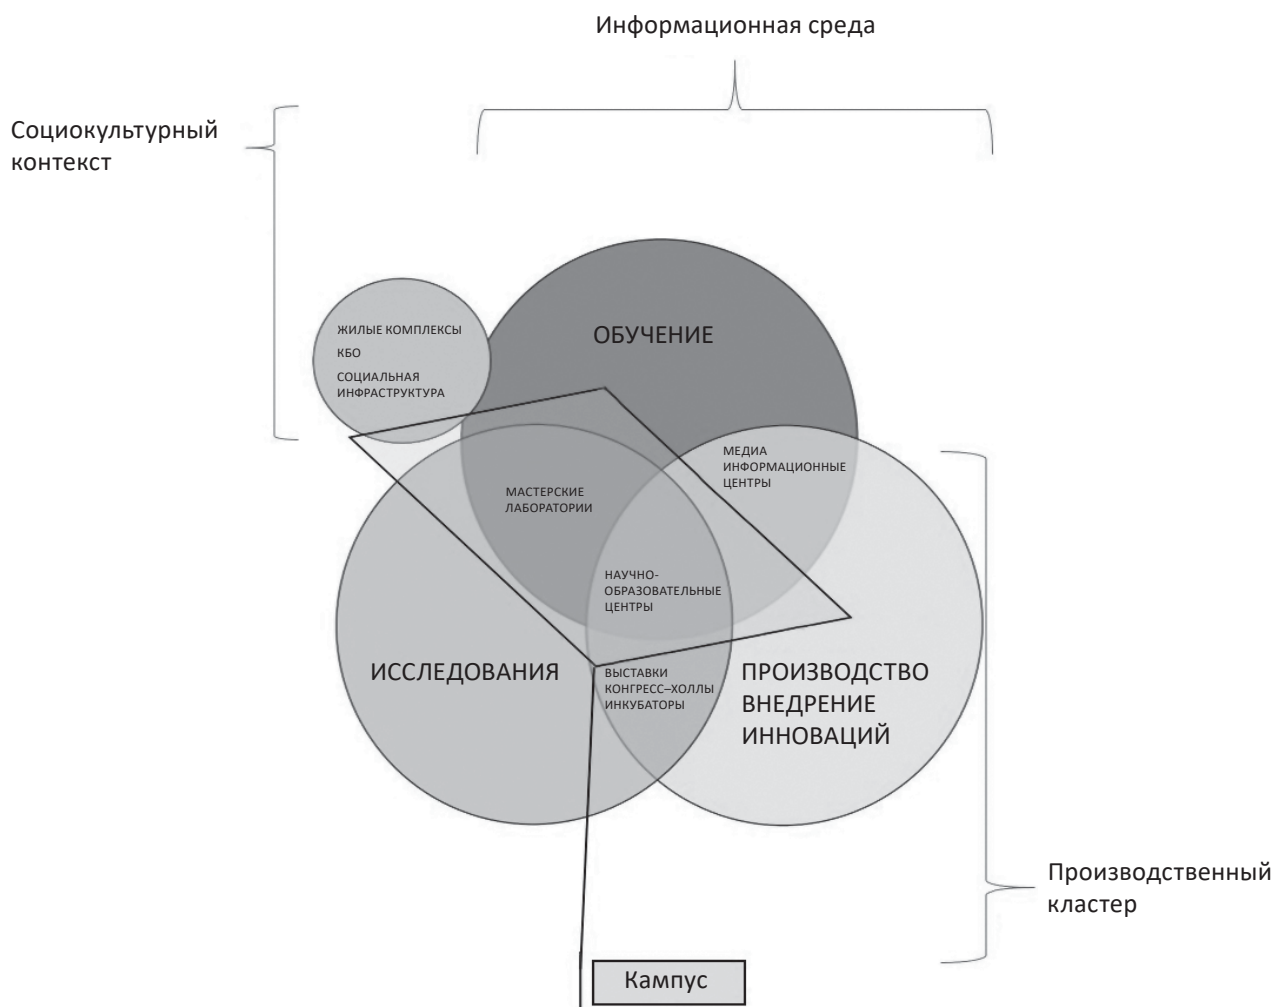 Информационная среда
Социокультурный
контекст
ЖИЛЫЕ КОМПЛЕКСЫ
КБО
СОЦИАЛЬНАЯ
ИНФРАСТРУКТУРА
ОБУЧЕНИЕ
МЕДИА
ИНФОРМАЦИОННЫЕ
ЦЕНТРЫ
МАСТЕРСКИЕ
ЛАБОРАТОРИИ
НАУЧНО-
ОБРАЗОВАТЕЛЬНЫЕ
ЦЕНТРЫ
ИССЛЕДОВАНИЯ
ВЫСТАВКИ
КОНГРЕСС–ХОЛЛЫ
ИНКУБАТОРЫ
ПРОИЗВОДСТВО
ВНЕДРЕНИЕ
ИННОВАЦИЙ
Производственный
кластер
Кампус